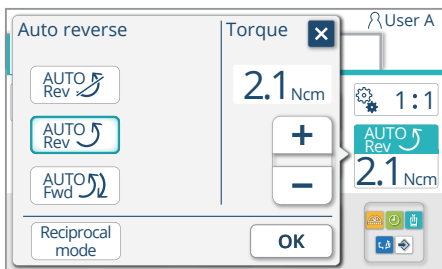 Auto reverse
Torque
User A
AUTO
Rev
2.1 Ncm
1:1
AUTO
Rev
+
AUTO
Rev
2.1 Ncm
AUTO
Fwd
−
Reciprocal
mode
OK